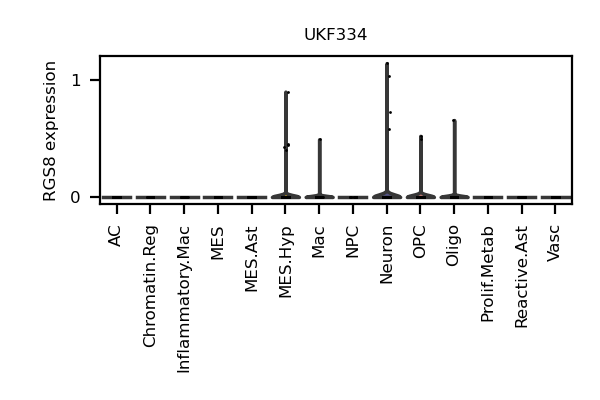 UKF334
RGS8 expression
1
0
AC
Chromatin.Reg
Inflammatory.Mac
MES
MES.Ast
MES.Hyp
Mac
NPC
Neuron
OPC
Oligo
Prolif.Metab
Reactive.Ast
Vasc